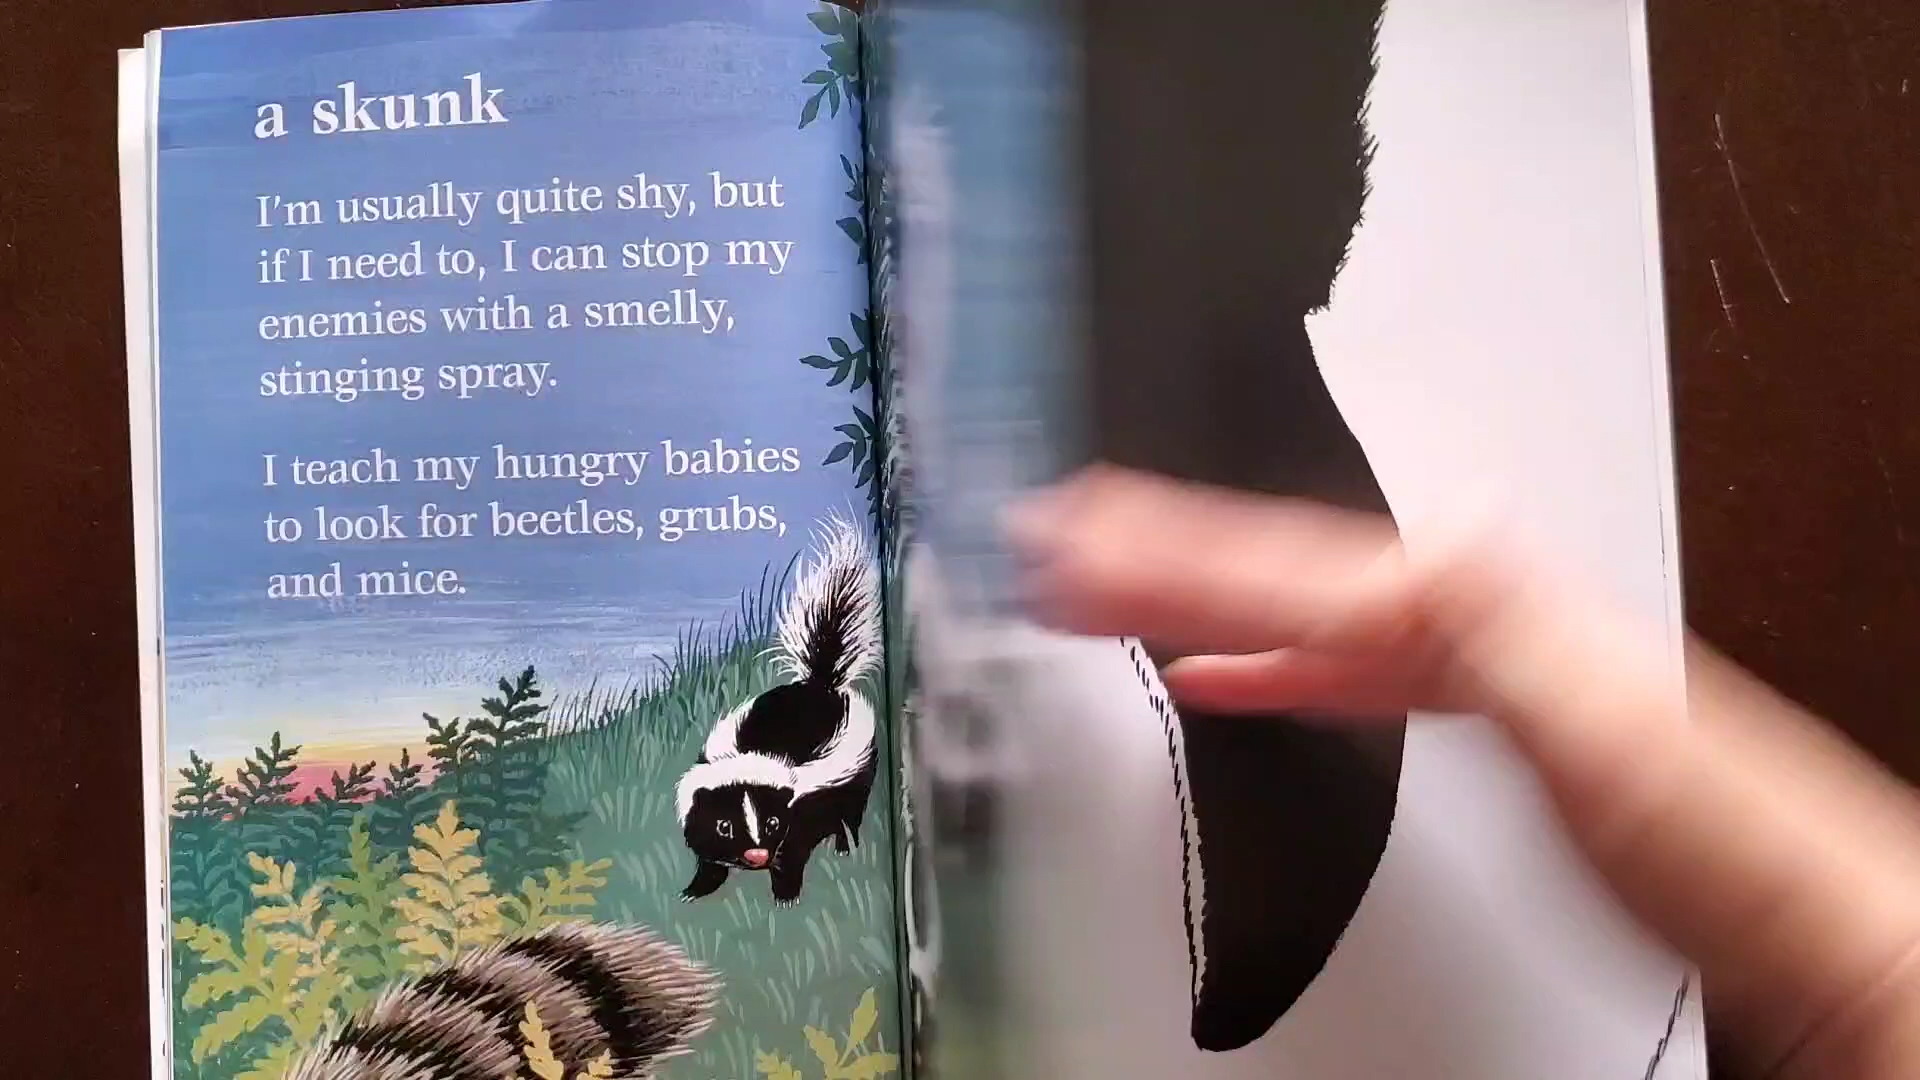 a skunk
I'm usually quite shy, but
if I need to, I can stop my
enemies with a smelly,
stinging spray.
I teach my hungry babies
to look for beetles, grubs,
and mice.